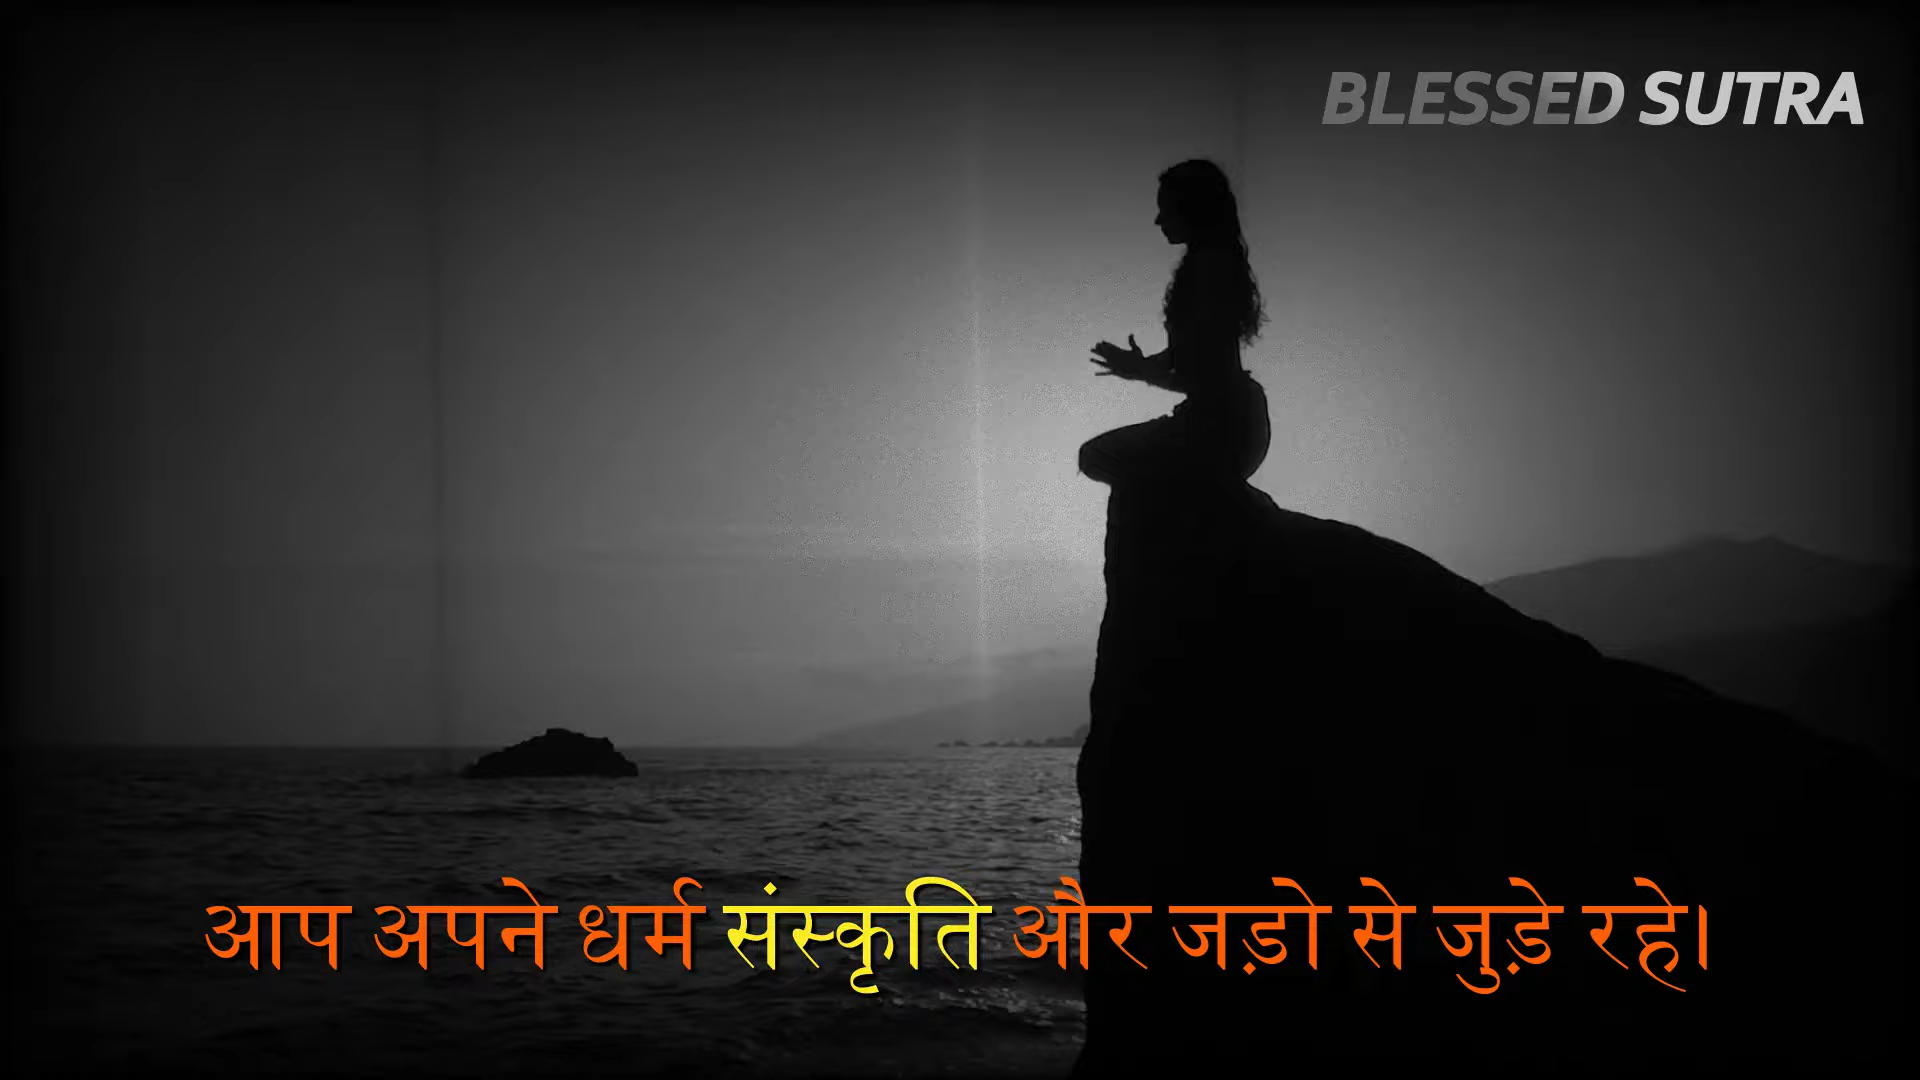 BLESSED SUTRA
आप अपने धर्म संस्कृति और जड़ो से जुड़े रहे।